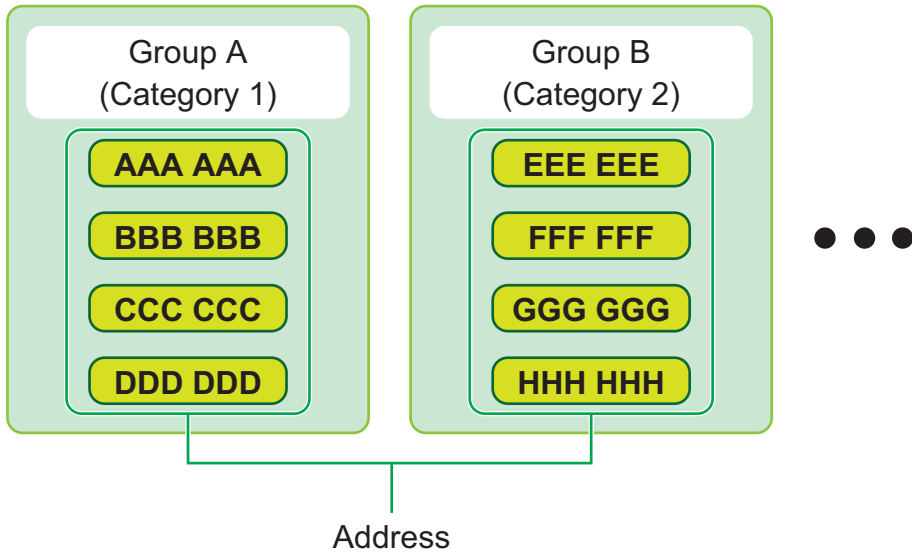 Group A
(Category 1)
AAA AAA
BBB BBB
CCC CCC
DDD DDD
Group B
(Category 2)
EEE EEE
FFF FFF
GGG GGG
HHH HHH
Address